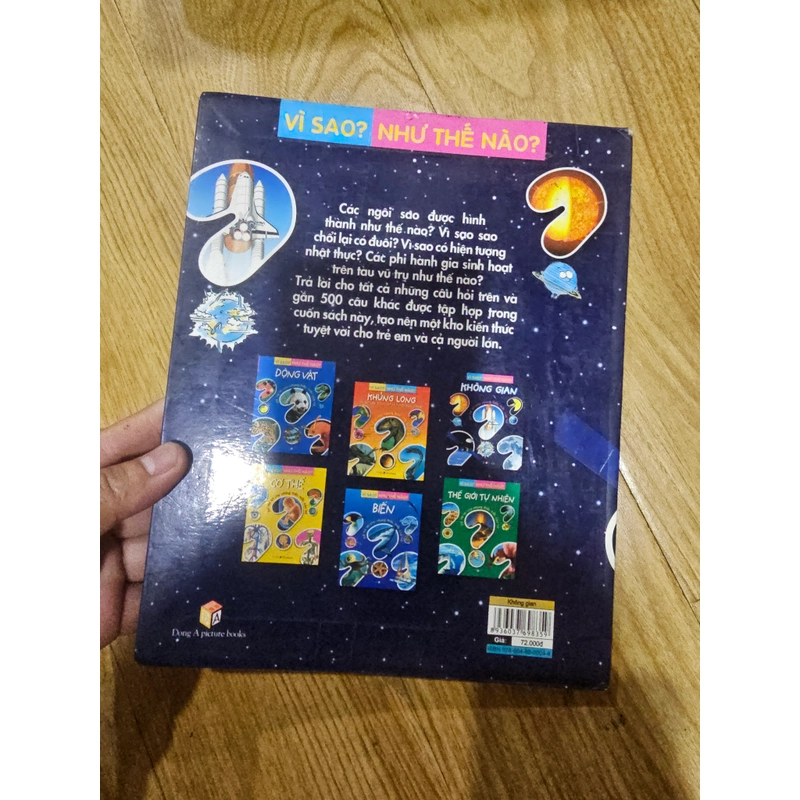 VÌ SAO? NHƯ THẾ NÀO?
Các ngôi sao được hình
thành như thế nào? Vì sao sao
chổi lại có đuôi? Vì sao có hiện tượng
nhật thực? Các phi hành gia sinh hoạt
trên tàu vũ trụ như thế nào?
Trả lời cho tất cả những câu hỏi trên và
gần 500 câu khác được tập hợp trong
cuốn sách này, tạo nên một kho kiến thức
tuyệt vời cho trẻ em và cả người lớn.
ĐỘNG VẬT
KHỦNG LONG
KHÔNG GIAN
CƠ THỂ
BIỂN
THẾ GIỚI TỰ NHIÊN
Đong A picture books
Không gian
8936037698359
Giá: 72.000đ